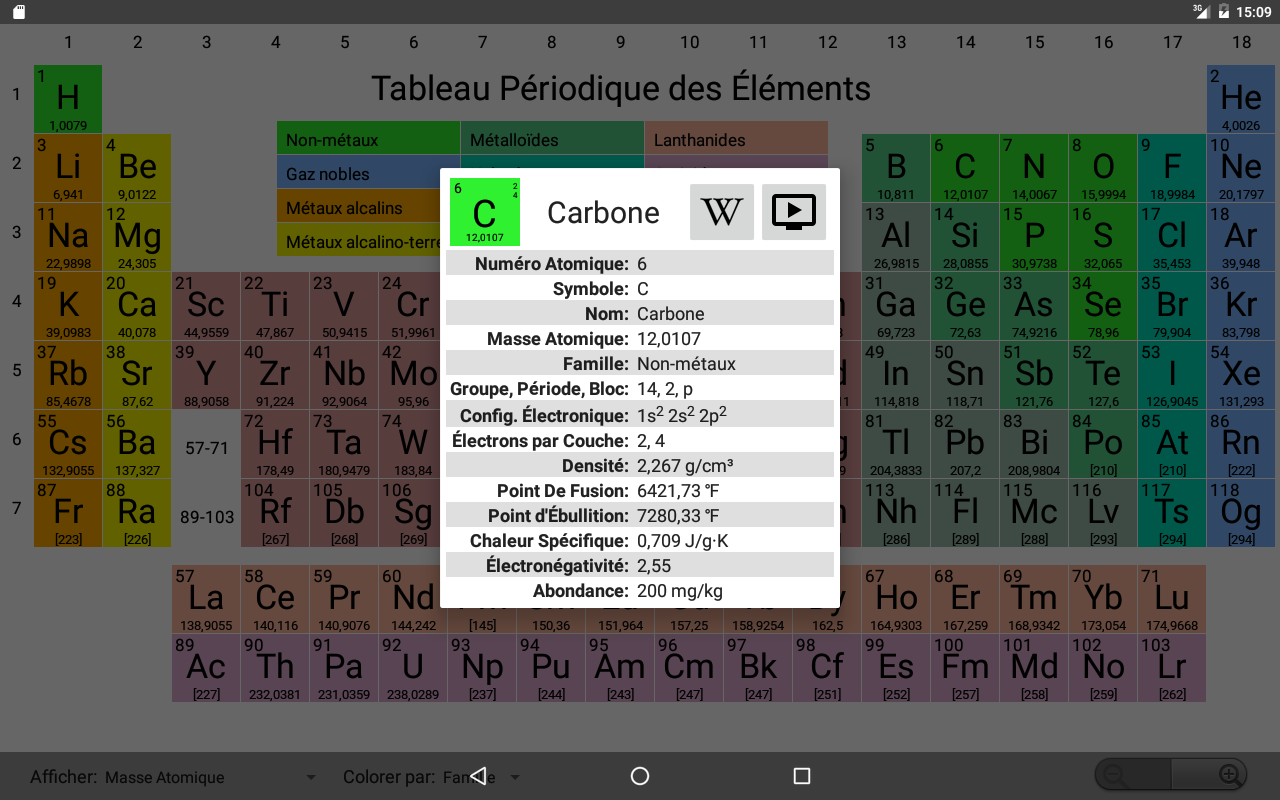 3G 15:09
1 2 3 4 5 6 7 8 9 10 11 12 13 14 15 16 17 18
Tableau Périodique des Éléments
1
1 H 1,0079
2 He 4,0026
Non-métaux Métalloïdes Lanthanides
Gaz nobles
Métaux alcalins
Métaux alcalino-terre
2
3 Li 6,941
4 Be 9,0122
5 B 10,811
6 C 12,0107
7 N 14,0067
8 O 15,9994
9 F 18,9984
10 Ne 20,1797
3
11 Na 22,9898
12 Mg 24,305
13 Al 26,9815
14 Si 28,0855
15 P 30,9738
16 S 32,065
17 Cl 35,453
18 Ar 39,948
4
19 K 39,0983
20 Ca 40,078
21 Sc 44,9559
22 Ti 47,867
23 V 50,9415
24 Cr 51,9961
31 Ga 69,723
32 Ge 72,63
33 As 74,9216
34 Se 78,96
35 Br 79,904
36 Kr 83,798
5
37 Rb 85,4678
38 Sr 87,62
39 Y 88,9058
40 Zr 91,224
41 Nb 92,9064
42 Mo 95,96
49 In 114,818
50 Sn 118,71
51 Sb 121,76
52 Te 127,6
53 I 126,9045
54 Xe 131,293
6
55 Cs 132,9055
56 Ba 137,327
57-71
72 Hf 178,49
73 Ta 180,9479
74 W 183,84
81 Tl 204,3833
82 Pb 207,2
83 Bi 208,9804
84 Po [210]
85 At [210]
86 Rn [222]
7
87 Fr [223]
88 Ra [226]
89-103
104 Rf [267]
105 Db [268]
106 Sg [269]
113 Nh [286]
114 Fl [289]
115 Mc [288]
116 Lv [293]
117 Ts [294]
118 Og [294]
57 La 138,9055
58 Ce 140,116
59 Pr 140,9076
60 Nd 144,242
[145]
150,36
151,964
157,25
158,9254
162,5
67 Ho 164,9303
68 Er 167,259
69 Tm 168,9342
70 Yb 173,054
71 Lu 174,9668
89 Ac [227]
90 Th 232,0381
91 Pa 231,0359
92 U 238,0289
93 Np [237]
94 Pu [244]
95 Am [243]
96 Cm [247]
97 Bk [247]
98 Cf [251]
99 Es [252]
100 Fm [257]
101 Md [258]
102 No [259]
103 Lr [262]
6 2 4 C 12,0107
Carbone W
Numéro Atomique: 6
Symbole: C
Nom: Carbone
Masse Atomique: 12,0107
Famille: Non-métaux
Groupe, Période, Bloc: 14, 2, p
Config. Électronique: 1s² 2s² 2p²
Électrons par Couche: 2, 4
Densité: 2,267 g/cm³
Point De Fusion: 6421,73 °F
Point d'Ébullition: 7280,33 °F
Chaleur Spécifique: 0,709 J/g·K
Électronégativité: 2,55
Abondance: 200 mg/kg
Afficher: Masse Atomique Colorer par: Famille